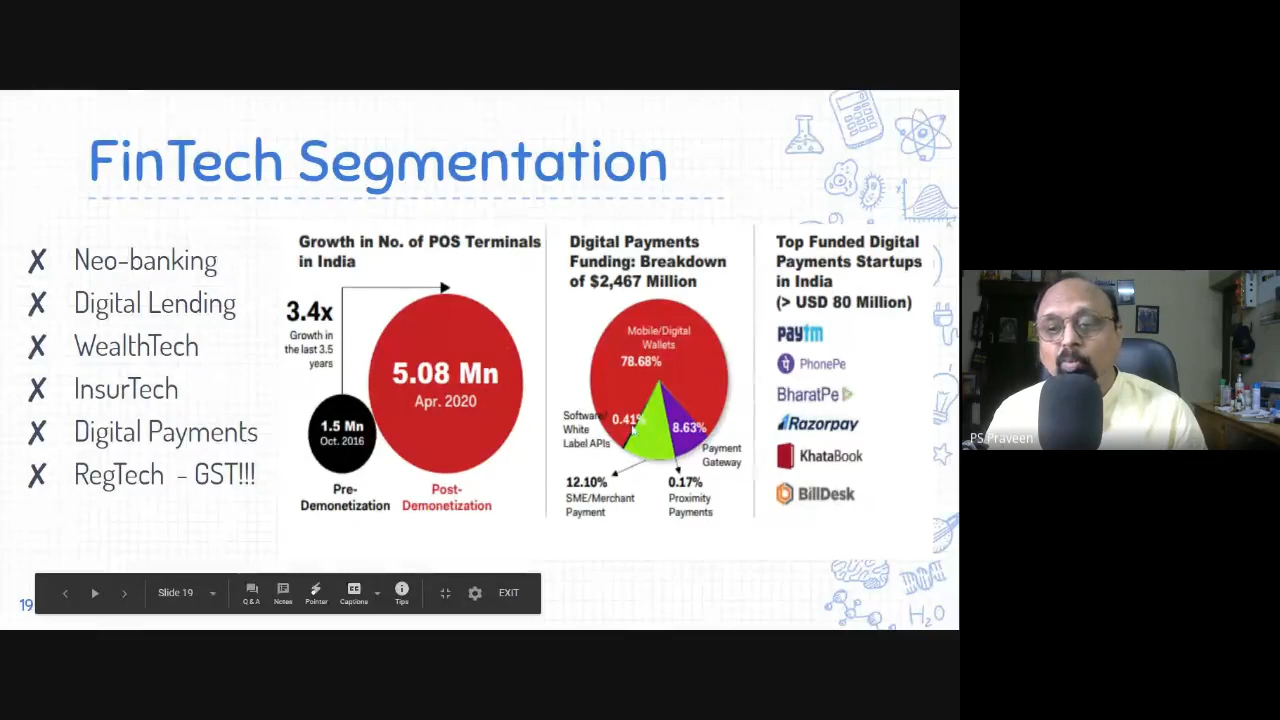 FinTech Segmentation
✗ Neo-banking
✗ Digital Lending
✗ WealthTech
✗ InsurTech
✗ Digital Payments
✗ RegTech - GST!!!
Growth in No. of POS Terminals
in India
3.4x
Growth in
the last 3.5
years
5.08 Mn
Apr. 2020
1.5 Mn
Oct. 2016
Pre-
Demonetization
Post-
Demonetization
Digital Payments
Funding: Breakdown
of $2,467 Million
Mobile/Digital
Wallets
78.68%
Software/
White
Label APIs
0.41%
8.63%
Payment
Gateway
12.10%
SME/Merchant
Payment
0.17%
Proximity
Payments
Top Funded Digital
Payments Startups
in India
(> USD 80 Million)
paytm
PhonePe
BharatPe
Razorpay
KhataBook
BillDesk
19
Slide 19
Q & A
Notes
Pointer
Captions
Tips
EXIT
H₂O
PS Praveen